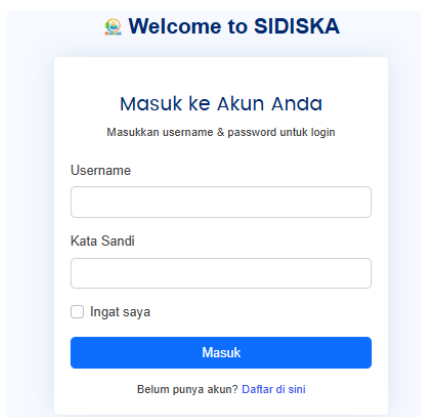 Welcome to SIDISKA
Masuk ke Akun Anda
Masukkan username & password untuk login
Username
Kata Sandi
Ingat saya
Masuk
Belum punya akun? Daftar di sini